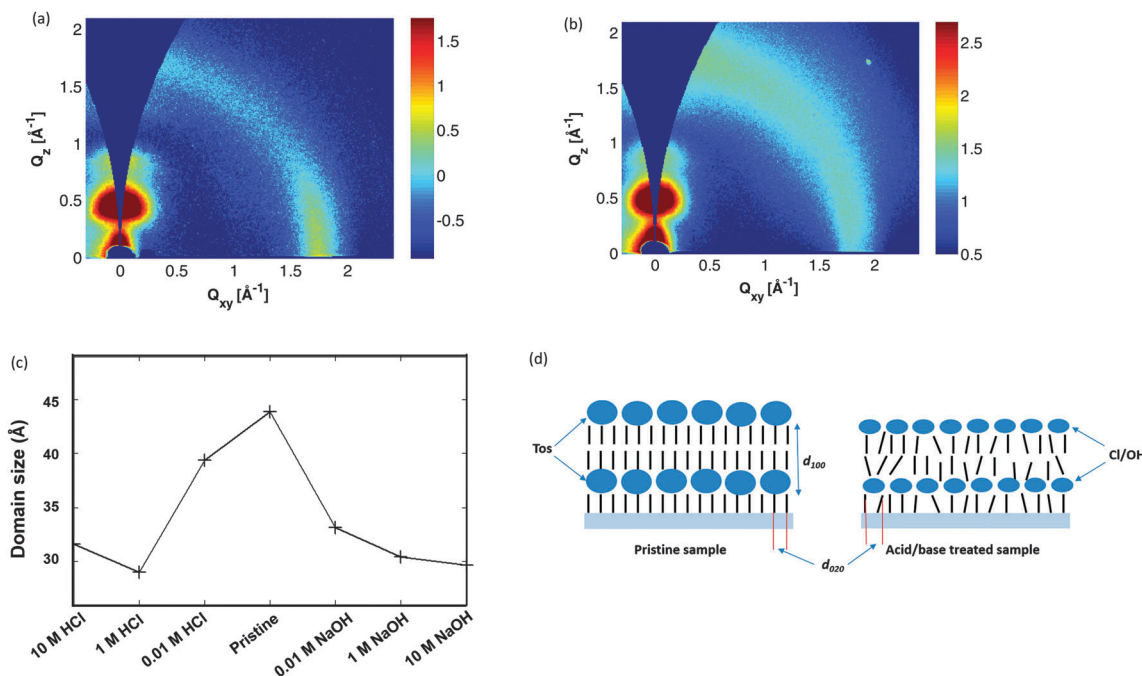 (a)
2
1.5
1
0.5
0
Q_z [Å⁻¹]
0 0.5 1 1.5 2
Q_xy [Å⁻¹]
1.5
1
0.5
0
-0.5
(b)
2
1.5
1
0.5
0
Q_z [Å⁻¹]
0 0.5 1 1.5 2
Q_xy [Å⁻¹]
2.5
2
1.5
1
0.5
(c)
Domain size (Å)
45
40
35
30
10 M HCl
1 M HCl
0.01 M HCl
Pristine
0.01 M NaOH
1 M NaOH
10 M NaOH
(d)
Tos
d₁₀₀
Cl/OH
Pristine sample
d₀₂₀
Acid/base treated sample